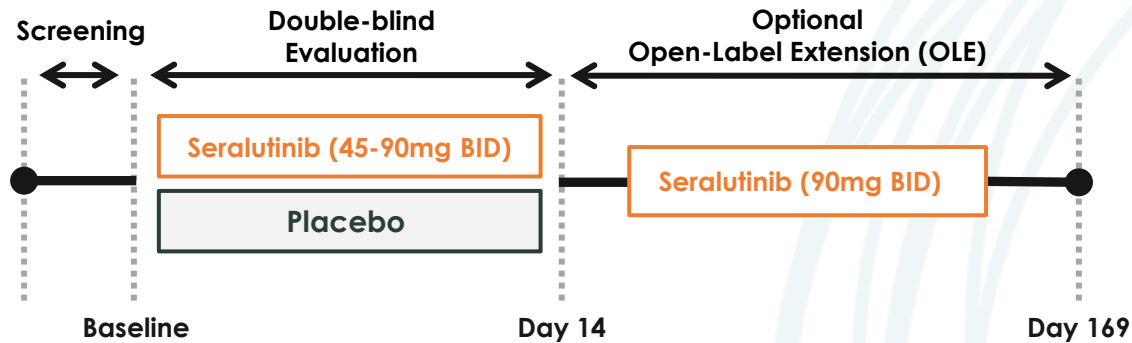 Screening
Double-blind
Evaluation
Optional
Open-Label Extension (OLE)
Seralutinib (45-90mg BID)
Placebo
Seralutinib (90mg BID)
Baseline
Day 14
Day 169